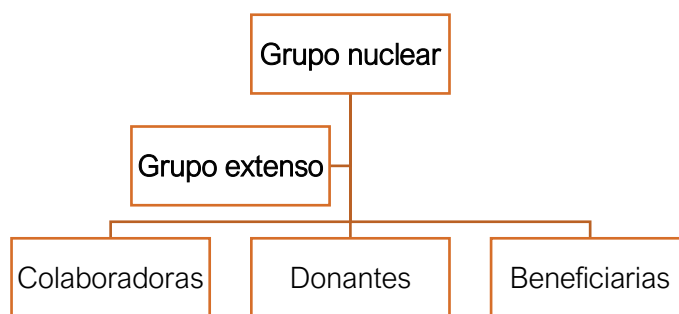 Grupo nuclear
Grupo extenso
Colaboradoras
Donantes
Beneficiarias